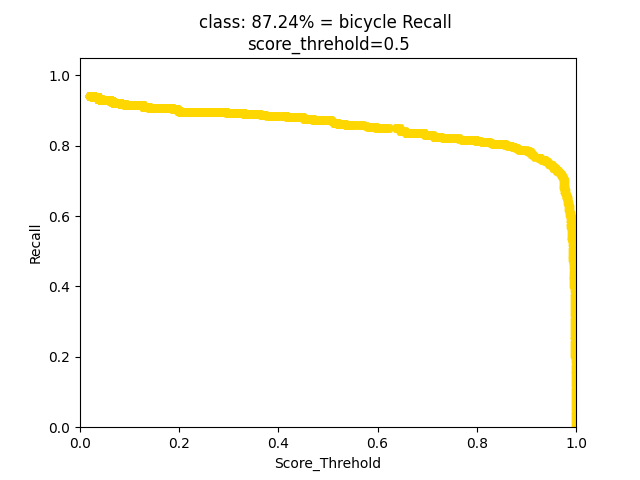 class: 87.24% = bicycle Recall
score_threhold=0.5
1.0
0.8
0.6
0.4
0.2
0.0
Recall
0.0 0.2 0.4 0.6 0.8 1.0
Score_Threhold